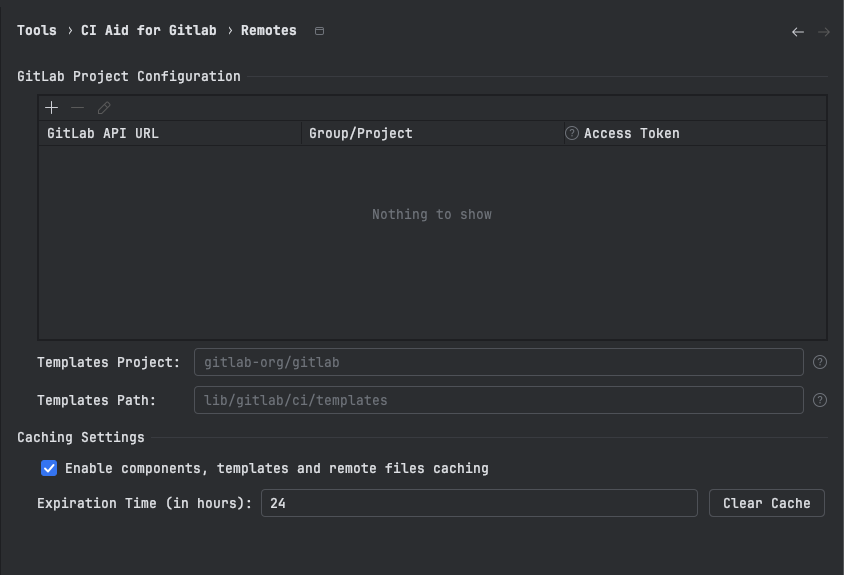 Tools › CI Aid for Gitlab › Remotes
GitLab Project Configuration
GitLab API URL Group/Project ? Access Token
Nothing to show
Templates Project: gitlab-org/gitlab ?
Templates Path: lib/gitlab/ci/templates ?
Caching Settings
Enable components, templates and remote files caching
Expiration Time (in hours): 24 Clear Cache